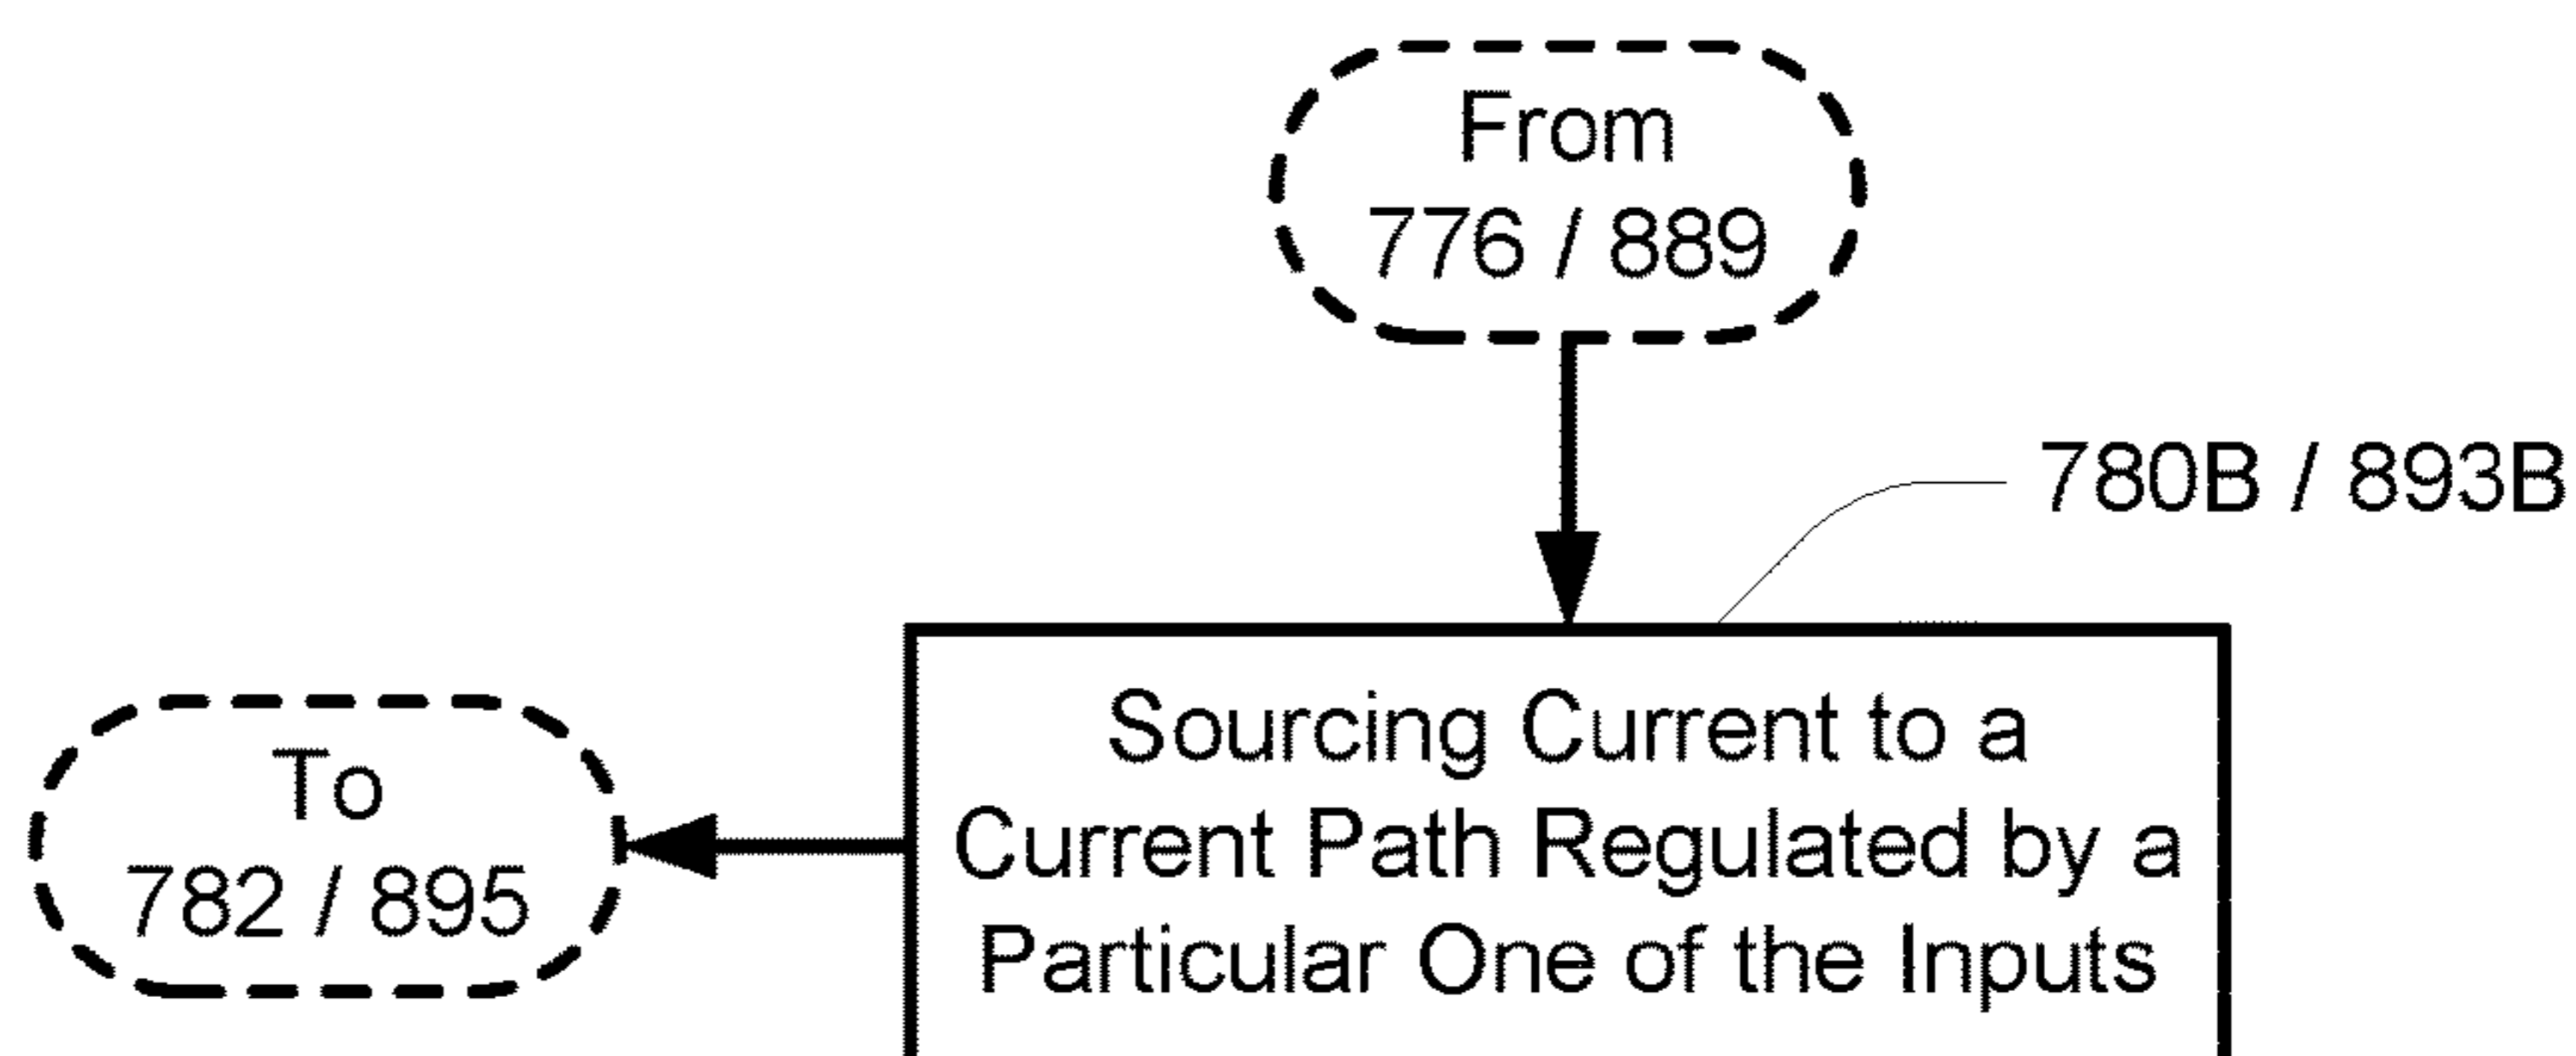 From
776 / 889
780B / 893B
Sourcing Current to a
Current Path Regulated by a
Particular One of the Inputs
To
782 / 895